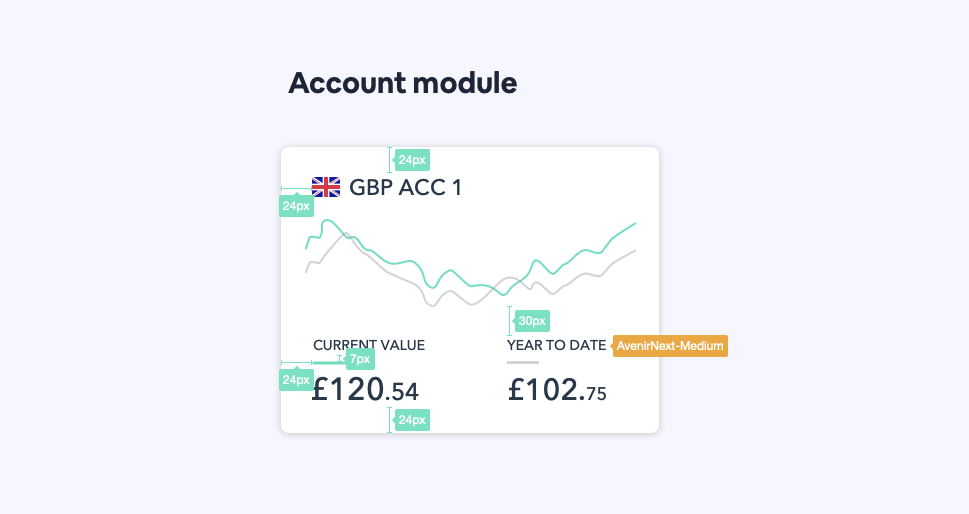 Account module
24px
GBP ACC 1
24px
30px
CURRENT VALUE
YEAR TO DATE
AvenirNext-Medium
7px
24px
£120.54
£102.75
24px